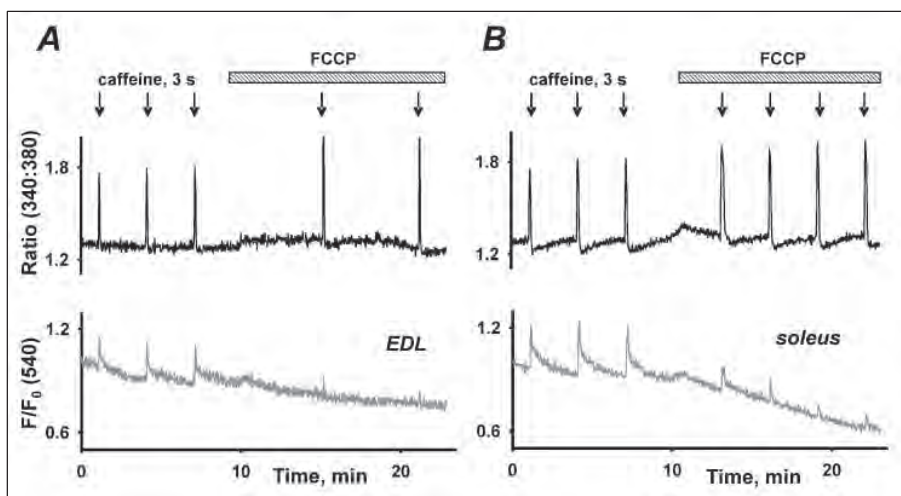 A
FCCP
caffeine, 3 s
Ratio (340:380)
1.8
1.2
F/F0 (540)
1.2
0.6
EDL
0
10
20
Time, min
B
FCCP
caffeine, 3 s
1.8
1.2
1.2
0.6
soleus
0
10
20
Time, min